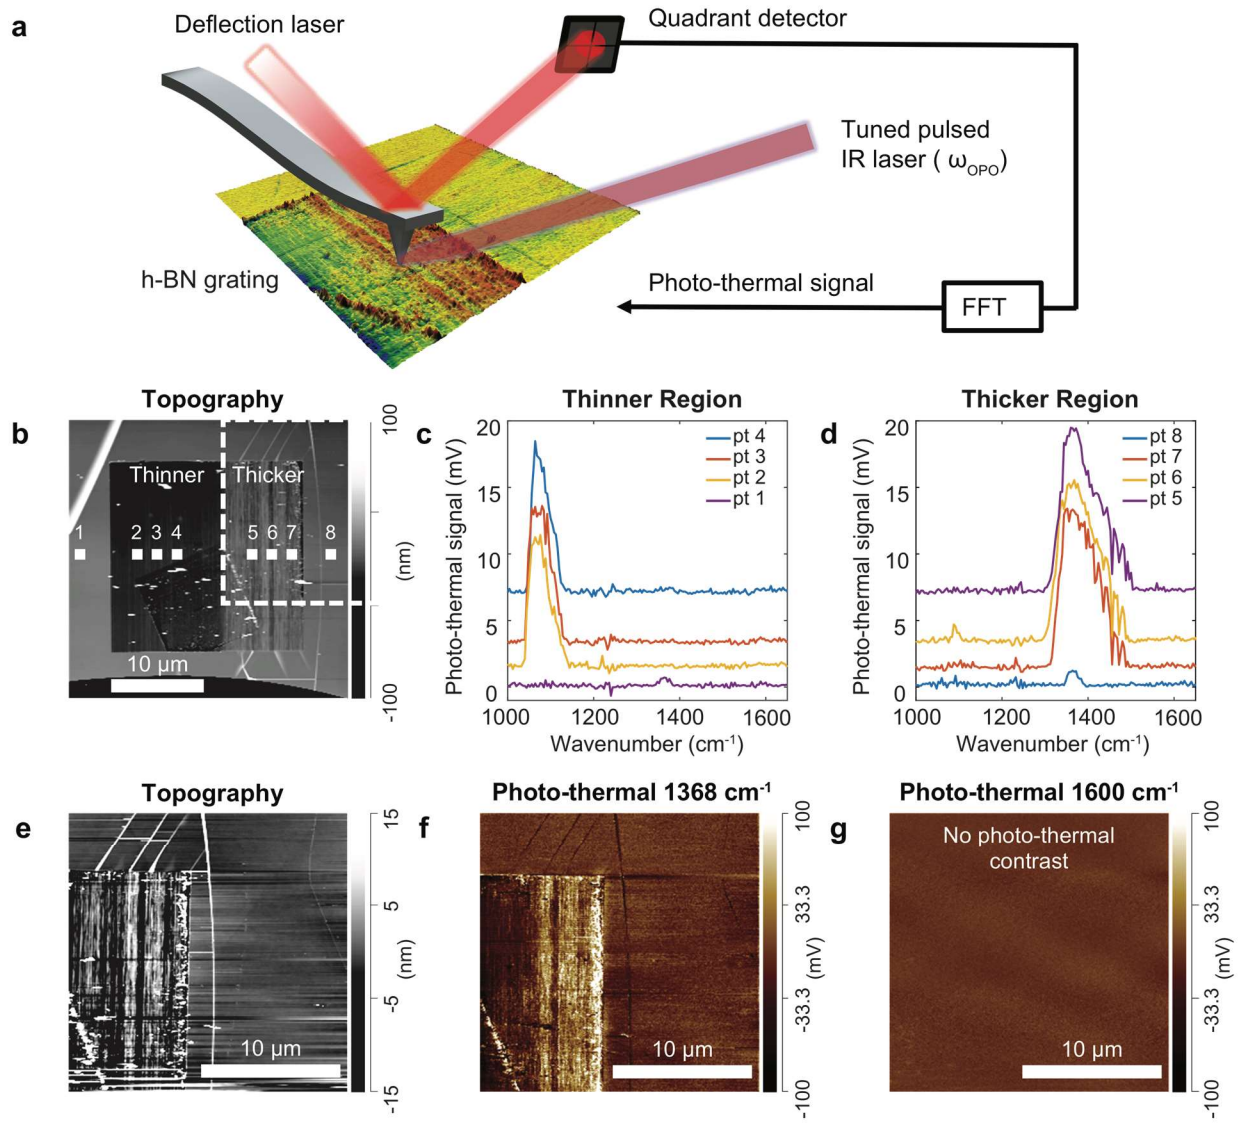 a
Deflection laser
Quadrant detector
Tuned pulsed
IR laser ( ωOPO)
h-BN grating
Photo-thermal signal
FFT
b
Topography
Thinner
Thicker
1
2
3
4
5
6
7
8
10 µm
100
(nm)
-100
c
Thinner Region
Photo-thermal signal (mV)
20
15
10
5
0
pt 4
pt 3
pt 2
pt 1
1000
1200
1400
1600
Wavenumber (cm-1)
d
Thicker Region
Photo-thermal signal (mV)
20
15
10
5
0
pt 8
pt 7
pt 6
pt 5
1000
1200
1400
1600
Wavenumber (cm-1)
e
Topography
10 µm
15
5
(nm)
-5
-15
f
Photo-thermal 1368 cm-1
10 µm
100
33.3
(mV)
-33.3
-100
g
Photo-thermal 1600 cm-1
No photo-thermal
contrast
10 µm
100
33.3
(mV)
-33.3
-100